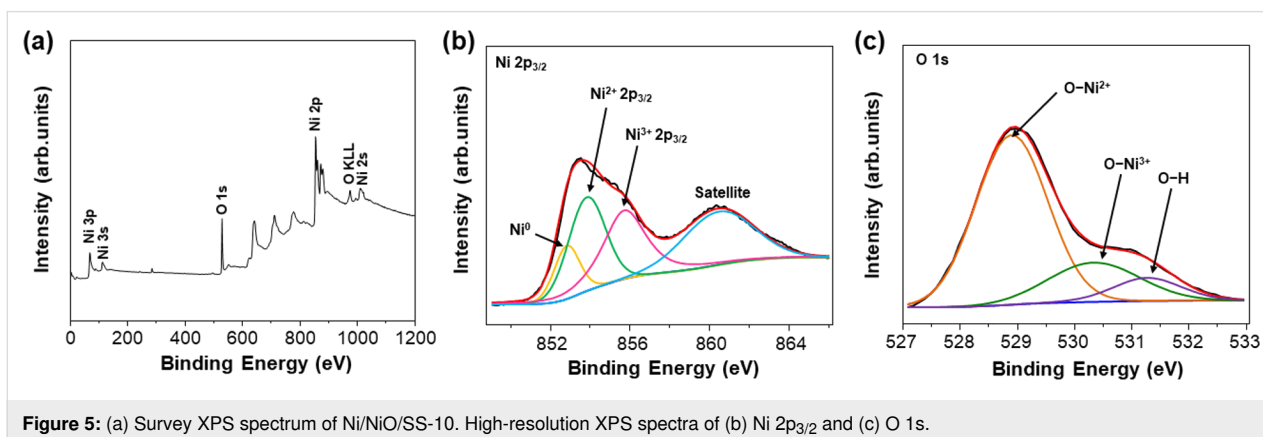 (a)
Intensity (arb.units)
Ni 3p
Ni 3s
O 1s
Ni 2p
O KLL
Ni 2s
0 200 400 600 800 1000 1200
Binding Energy (eV)
(b)
Intensity (arb.units)
Ni 2p3/2
Ni0
Ni2+ 2p3/2
Ni3+ 2p3/2
Satellite
852 856 860 864
Binding Energy (eV)
(c)
Intensity (arb.units)
O 1s
O−Ni2+
O−Ni3+
O−H
527 528 529 530 531 532 533
Binding Energy (eV)
Figure 5: (a) Survey XPS spectrum of Ni/NiO/SS-10. High-resolution XPS spectra of (b) Ni 2p3/2 and (c) O 1s.